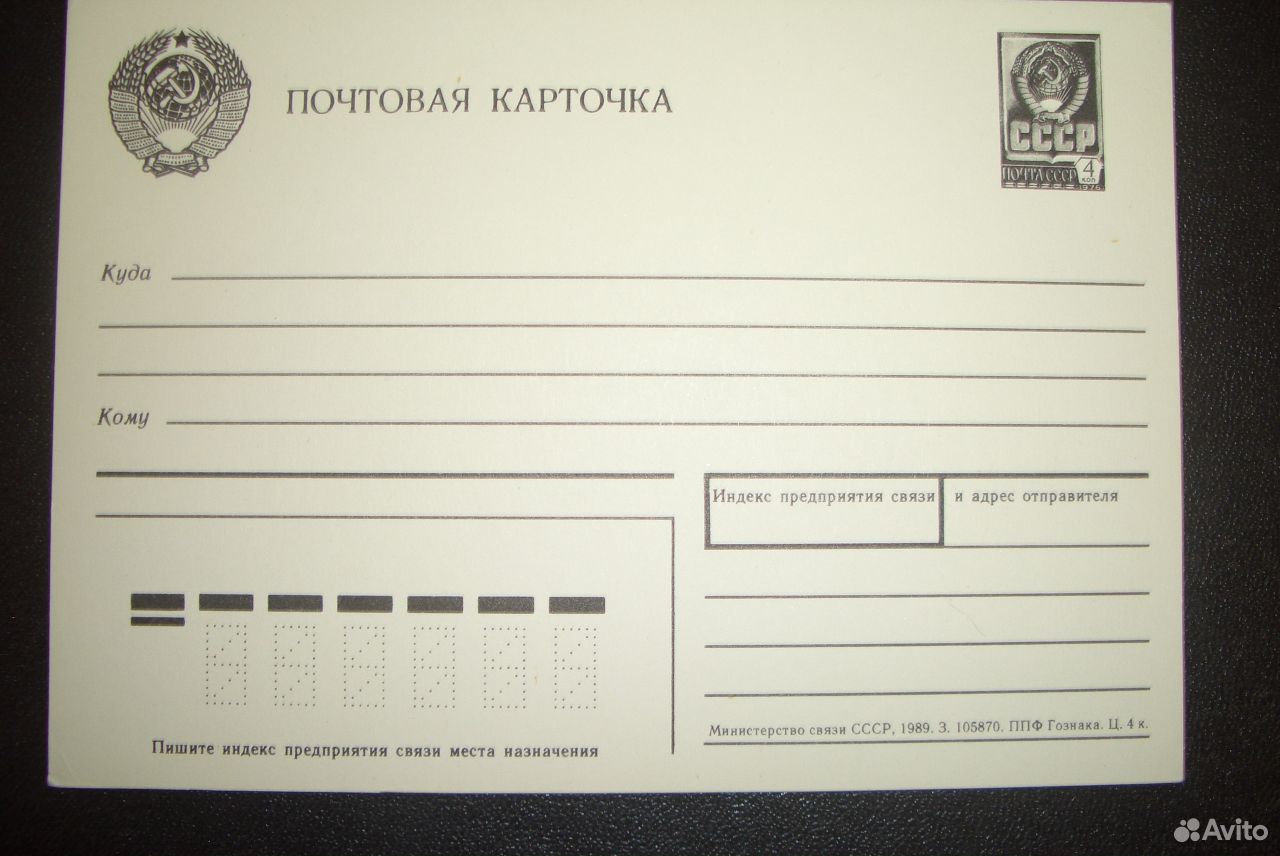 ПОЧТОВАЯ КАРТОЧКА
СССР
ПОЧТА СССР 4 КОП
1976
Куда
Кому
Индекс предприятия связи и адрес отправителя
Пишите индекс предприятия связи места назначения
Министерство связи СССР, 1989. З. 105870. ППФ Гознака. Ц. 4 к.
Avito